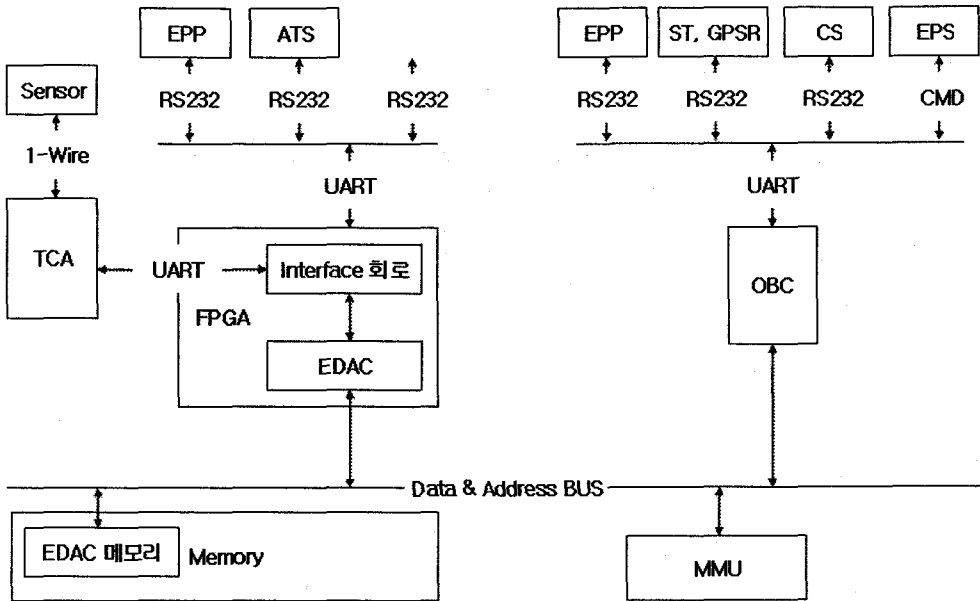 EPP ATS EPP ST, GPSR CS EPS
Sensor
RS232 RS232 RS232 RS232 RS232 RS232 CMD
1-Wire
UART UART
TCA UART Interface 회로 OBC
FPGA
EDAC
Data & Address BUS
EDAC 메모리 Memory
MMU